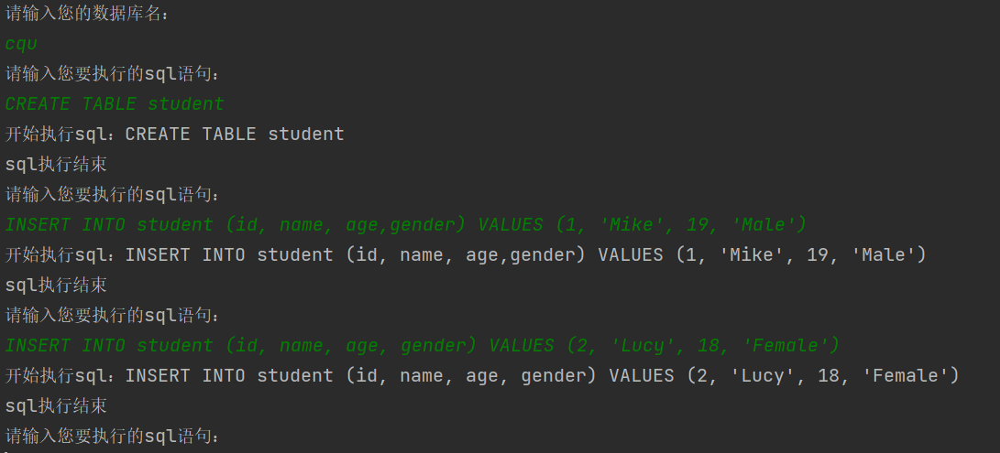 请输入您的数据库名：
cqu
请输入您要执行的sql语句：
CREATE TABLE student
开始执行sql：CREATE TABLE student
sql执行结束
请输入您要执行的sql语句：
INSERT INTO student (id, name, age,gender) VALUES (1, 'Mike', 19, 'Male')
开始执行sql：INSERT INTO student (id, name, age,gender) VALUES (1, 'Mike', 19, 'Male')
sql执行结束
请输入您要执行的sql语句：
INSERT INTO student (id, name, age, gender) VALUES (2, 'Lucy', 18, 'Female')
开始执行sql：INSERT INTO student (id, name, age, gender) VALUES (2, 'Lucy', 18, 'Female')
sql执行结束
请输入您要执行的sql语句：